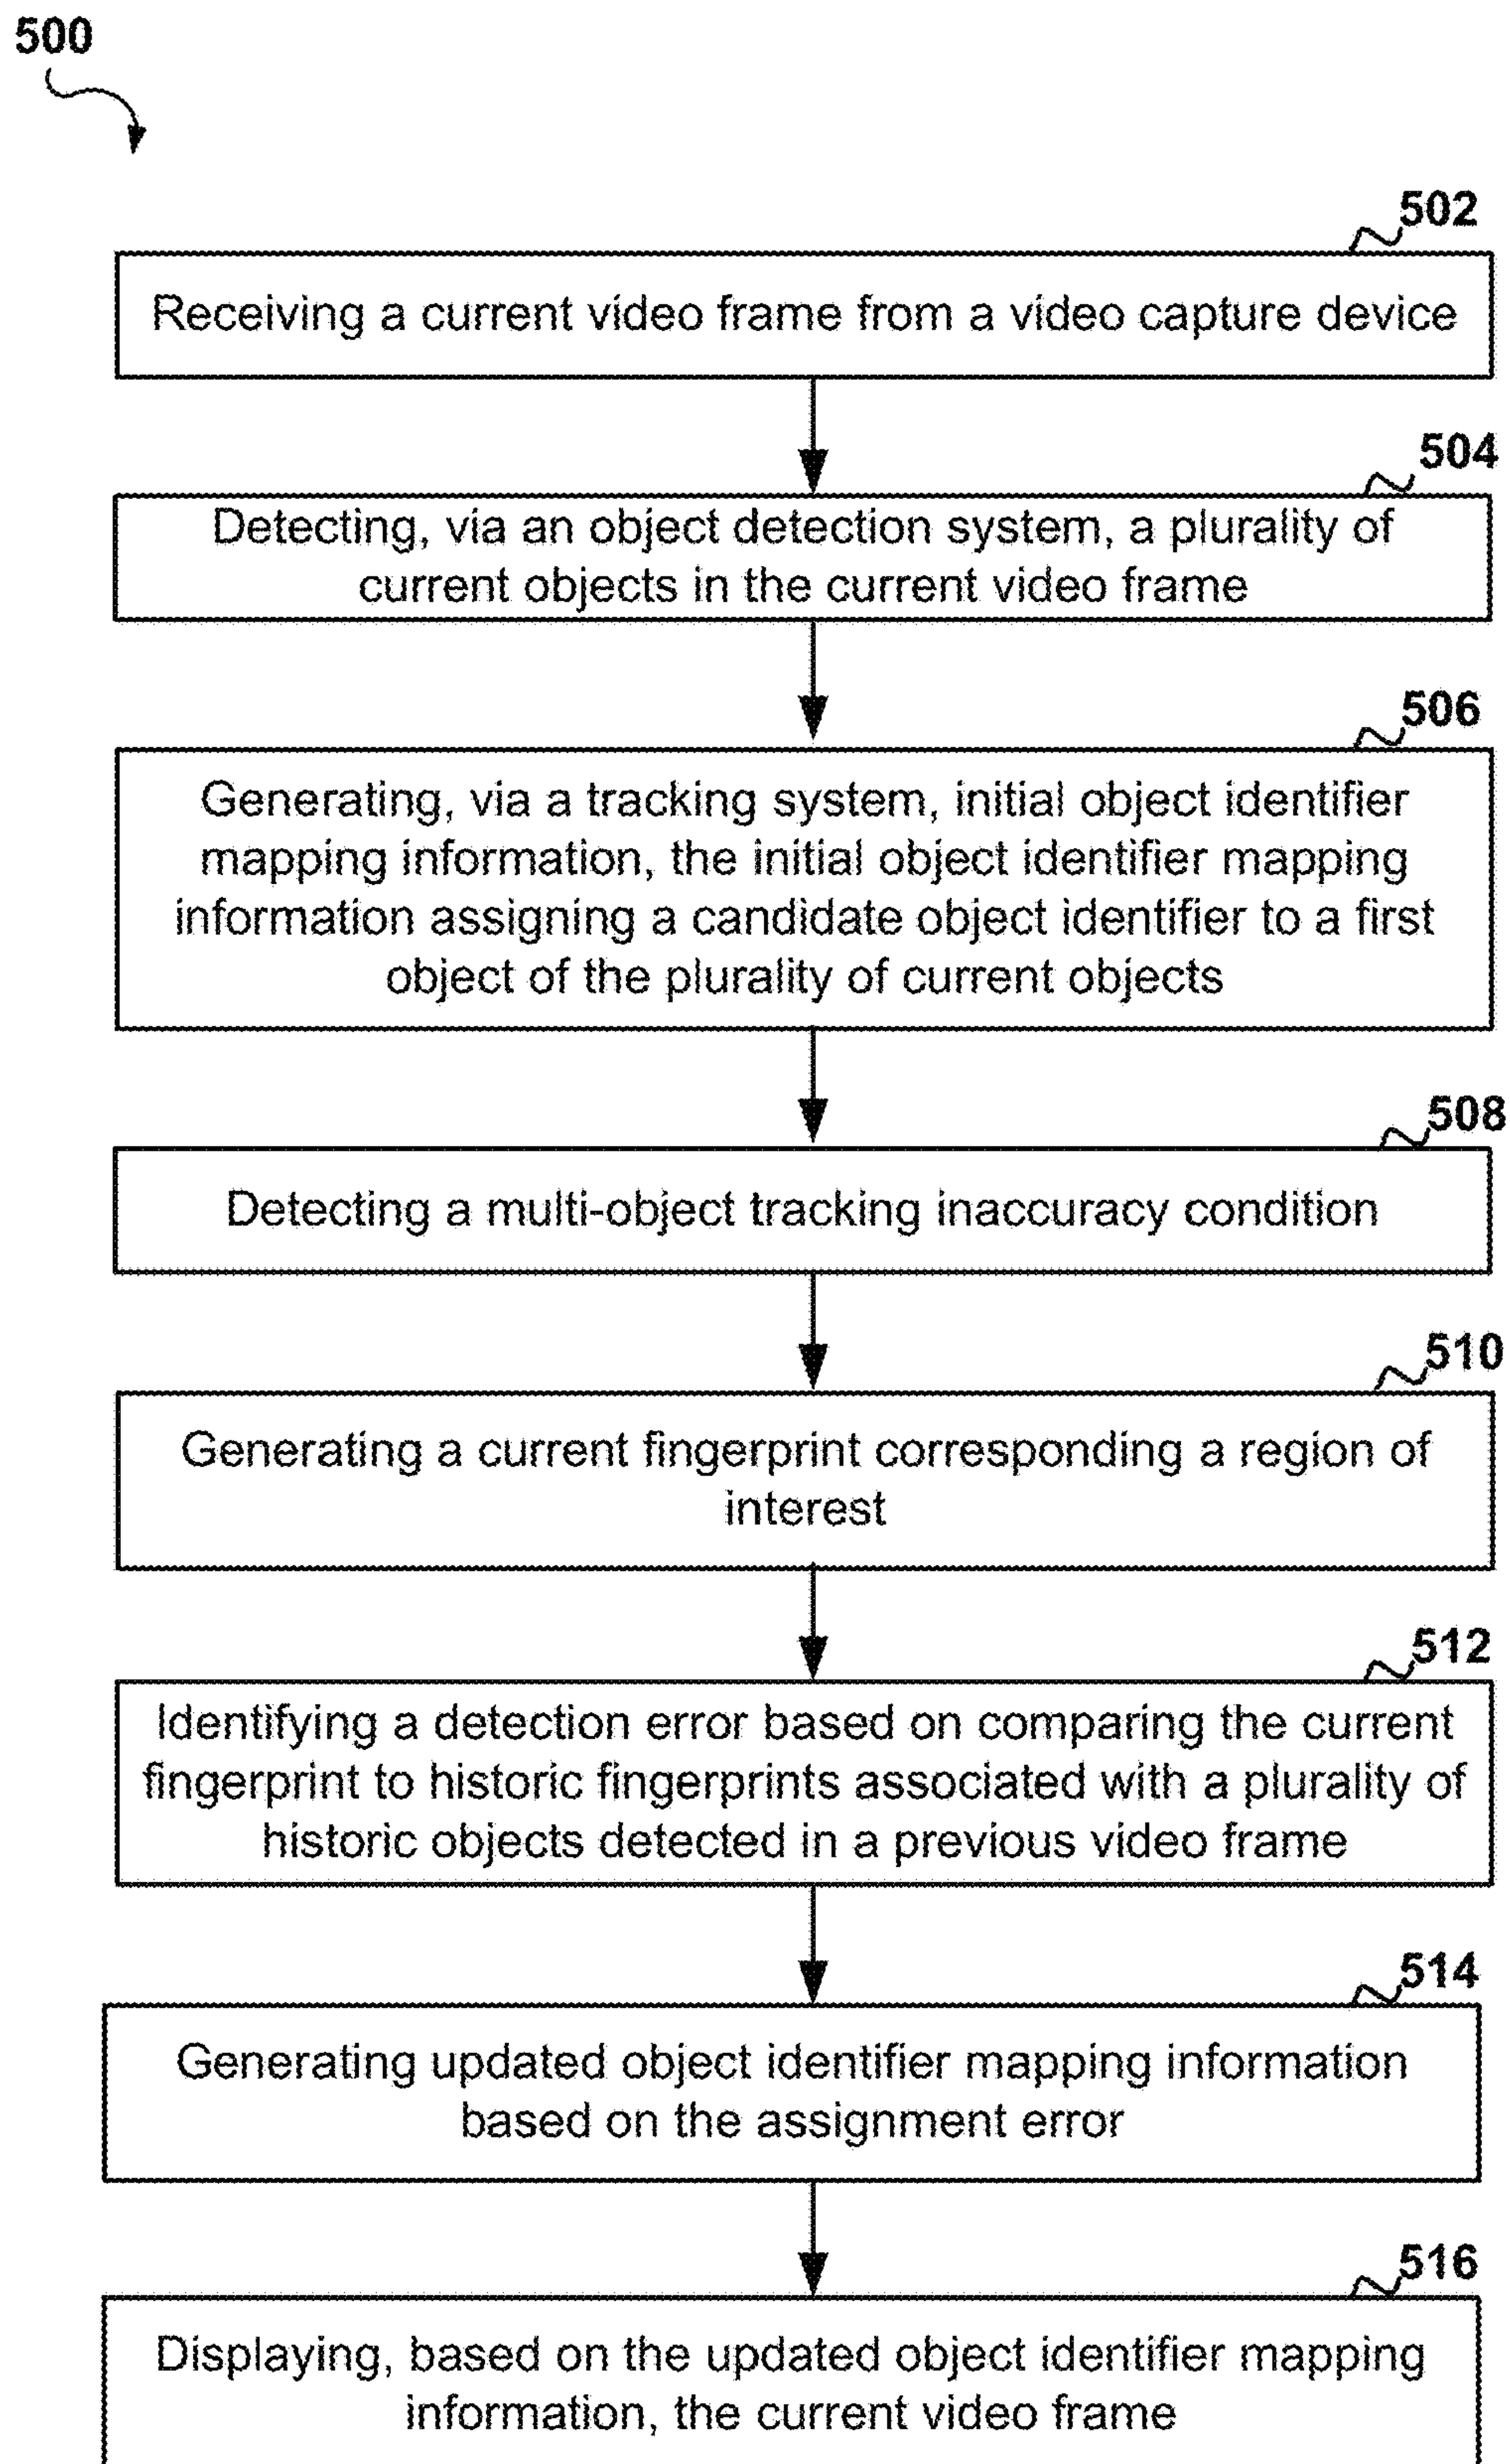 500
502
Receiving a current video frame from a video capture device
504
Detecting, via an object detection system, a plurality of
current objects in the current video frame
506
Generating, via a tracking system, initial object identifier
mapping information, the initial object identifier mapping
information assigning a candidate object identifier to a first
object of the plurality of current objects
508
Detecting a multi-object tracking inaccuracy condition
510
Generating a current fingerprint corresponding a region of
interest
512
Identifying a detection error based on comparing the current
fingerprint to historic fingerprints associated with a plurality of
historic objects detected in a previous video frame
514
Generating updated object identifier mapping information
based on the assignment error
516
Displaying, based on the updated object identifier mapping
information, the current video frame